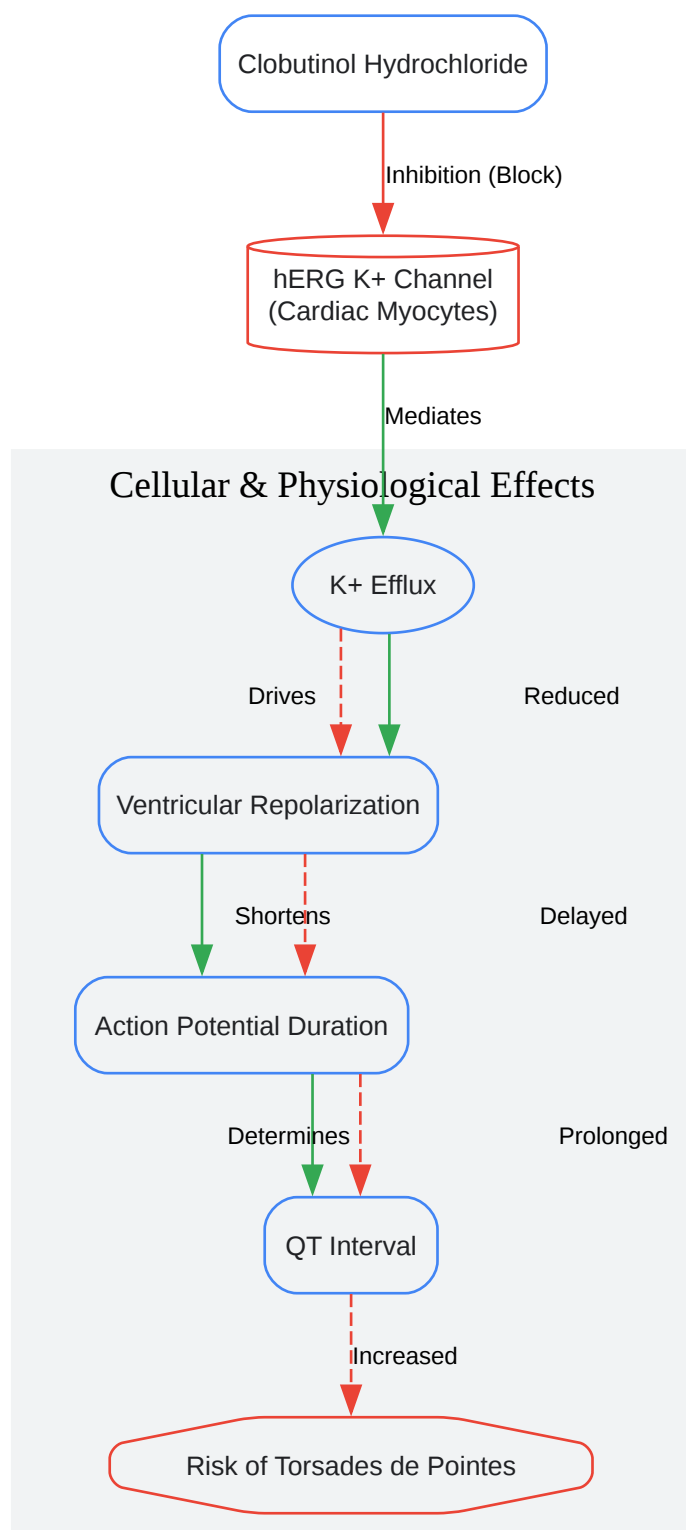 Clobutinol Hydrochloride
Inhibition (Block)
hERG K+ Channel
(Cardiac Myocytes)
Mediates
Cellular & Physiological Effects
K+ Efflux
Drives
Reduced
Ventricular Repolarization
Shortens
Delayed
Action Potential Duration
Determines
Prolonged
QT Interval
Increased
Risk of Torsades de Pointes